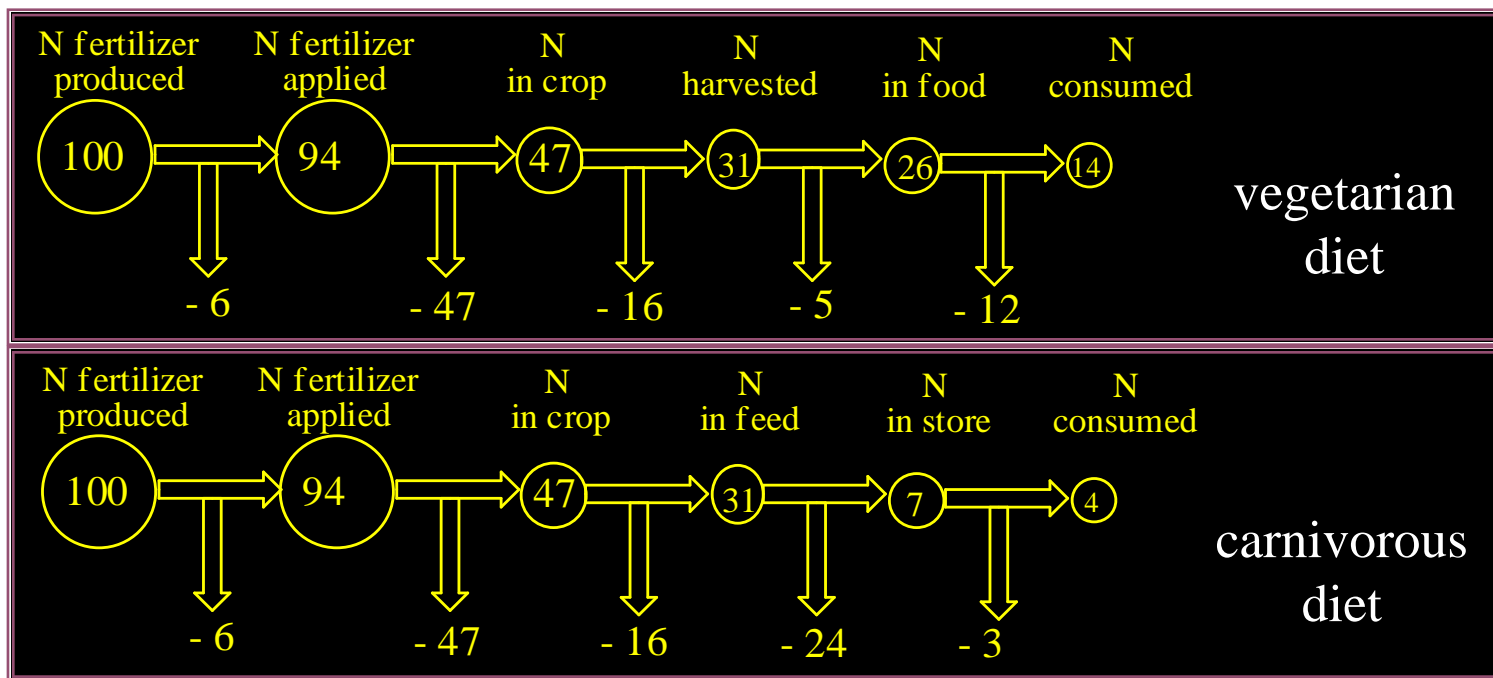 N fertilizer
produced
N fertilizer
applied
N
in crop
N
harvested
N
in food
N
consumed
100
94
47
31
26
14
- 6
- 47
- 16
- 5
- 12
vegetarian
diet
N fertilizer
produced
N fertilizer
applied
N
in crop
N
in feed
N
in store
N
consumed
100
94
47
31
7
4
- 6
- 47
- 16
- 24
- 3
carnivorous
diet